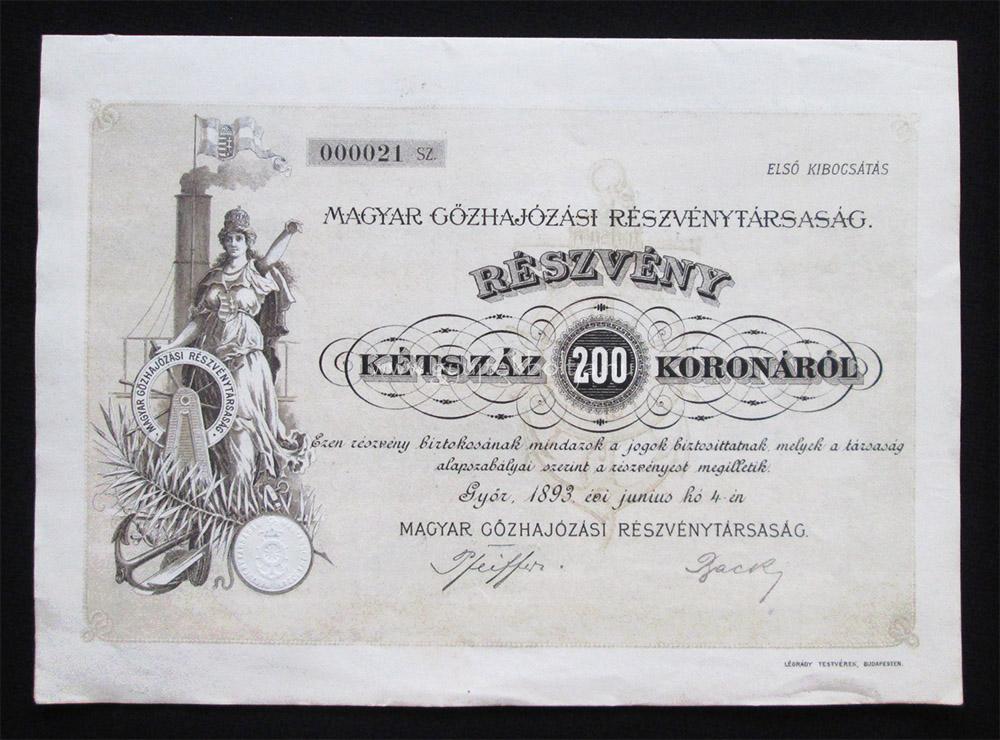 000021 SZ.
ELSŐ KIBOCSÁTÁS
MAGYAR GŐZHAJÓZÁSI RÉSZVÉNYTÁRSASÁG.
RÉSZVÉNY
KÉTSZÁZ 200 KORONÁRÓL
MAGYAR GŐZHAJÓZÁSI RÉSZVÉNYTÁRSASÁG
Ezen részvény birtokosának mindazok a jogok biztosittatnak, melyek a társaság
alapszabályai szerint a részvényest megilletik.
Győr, 1893. évi junius hó 4-én
MAGYAR GŐZHAJÓZÁSI RÉSZVÉNYTÁRSASÁG.
Pfeiffer.
LÉGRÁDY TESTVÉREK, BUDAPESTEN.